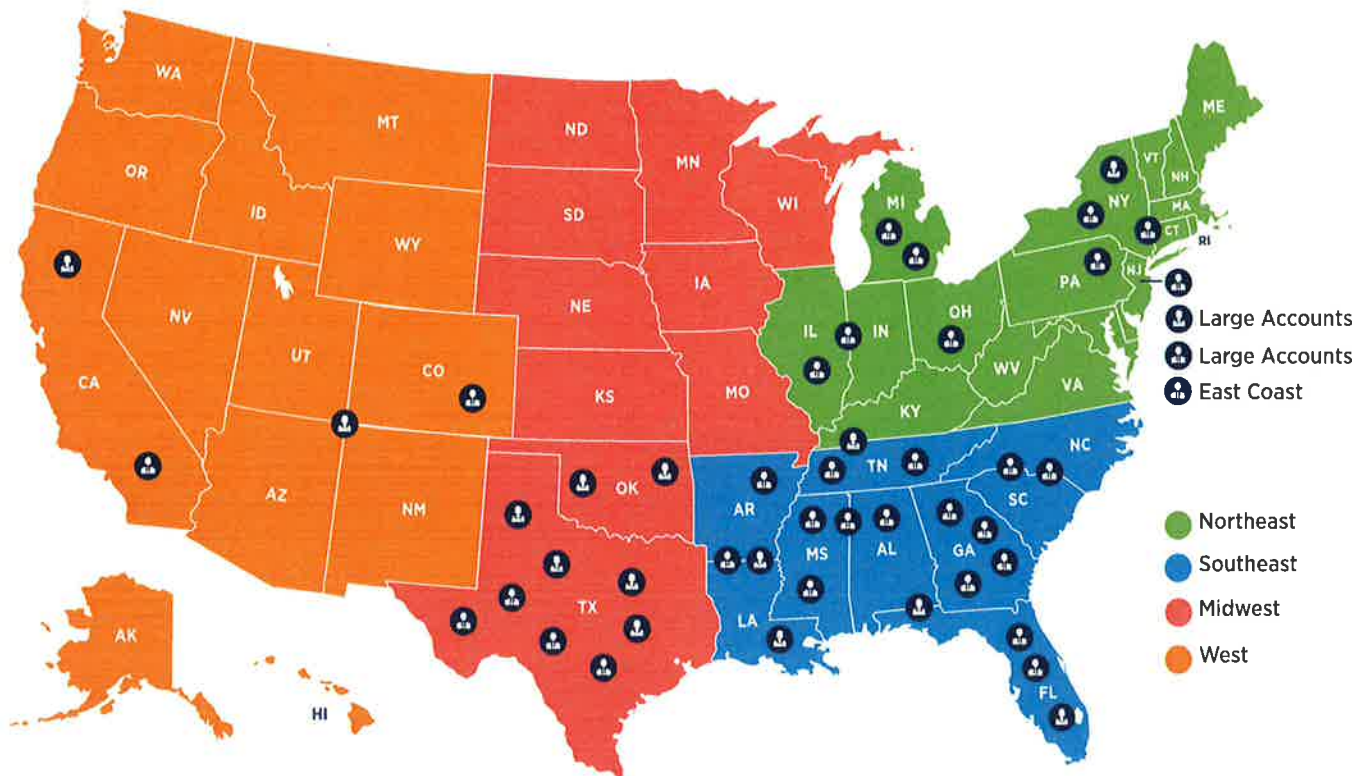 WA
MT
ND
MN
ME
OR
ID
SD
WI
MI
VT
NH
NY
MA
CT
RI
WY
IA
PA
NJ
NE
NV
UT
CO
IL
IN
OH
WV
VA
CA
KS
MO
KY
Large Accounts
Large Accounts
East Coast
AZ
NM
OK
AR
TN
NC
SC
MS
AL
GA
TX
LA
FL
AK
HI
Northeast
Southeast
Midwest
West